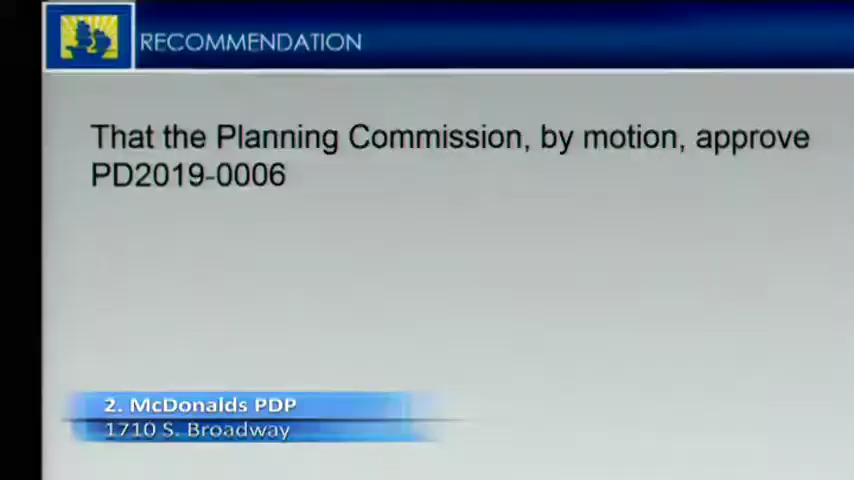 RECOMMENDATION
That the Planning Commission, by motion, approve
PD2019-0006
2. McDonalds PDP
1710 S. Broadway